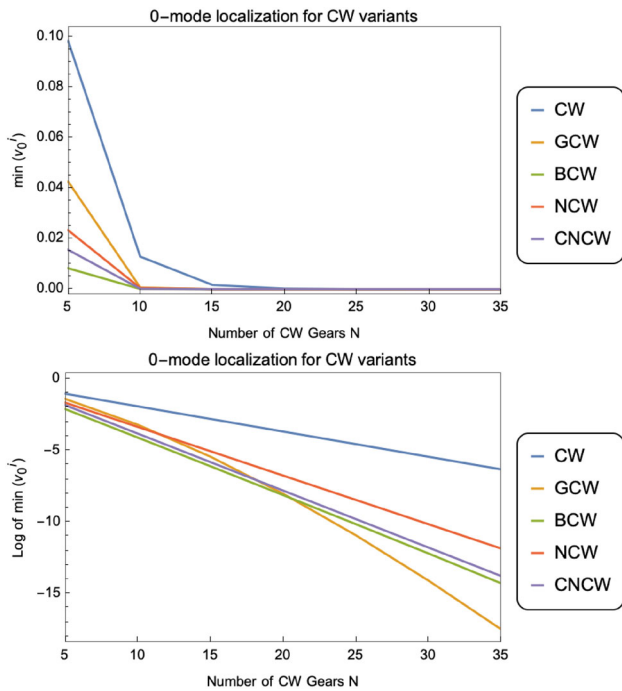 0−mode localization for CW variants
0.10
0.08
0.06
0.04
0.02
0.00
min (v₀ⁱ)
5 10 15 20 25 30 35
Number of CW Gears N
CW
GCW
BCW
NCW
CNCW
0−mode localization for CW variants
0
−5
−10
−15
Log of min (v₀ⁱ)
5 10 15 20 25 30 35
Number of CW Gears N
CW
GCW
BCW
NCW
CNCW